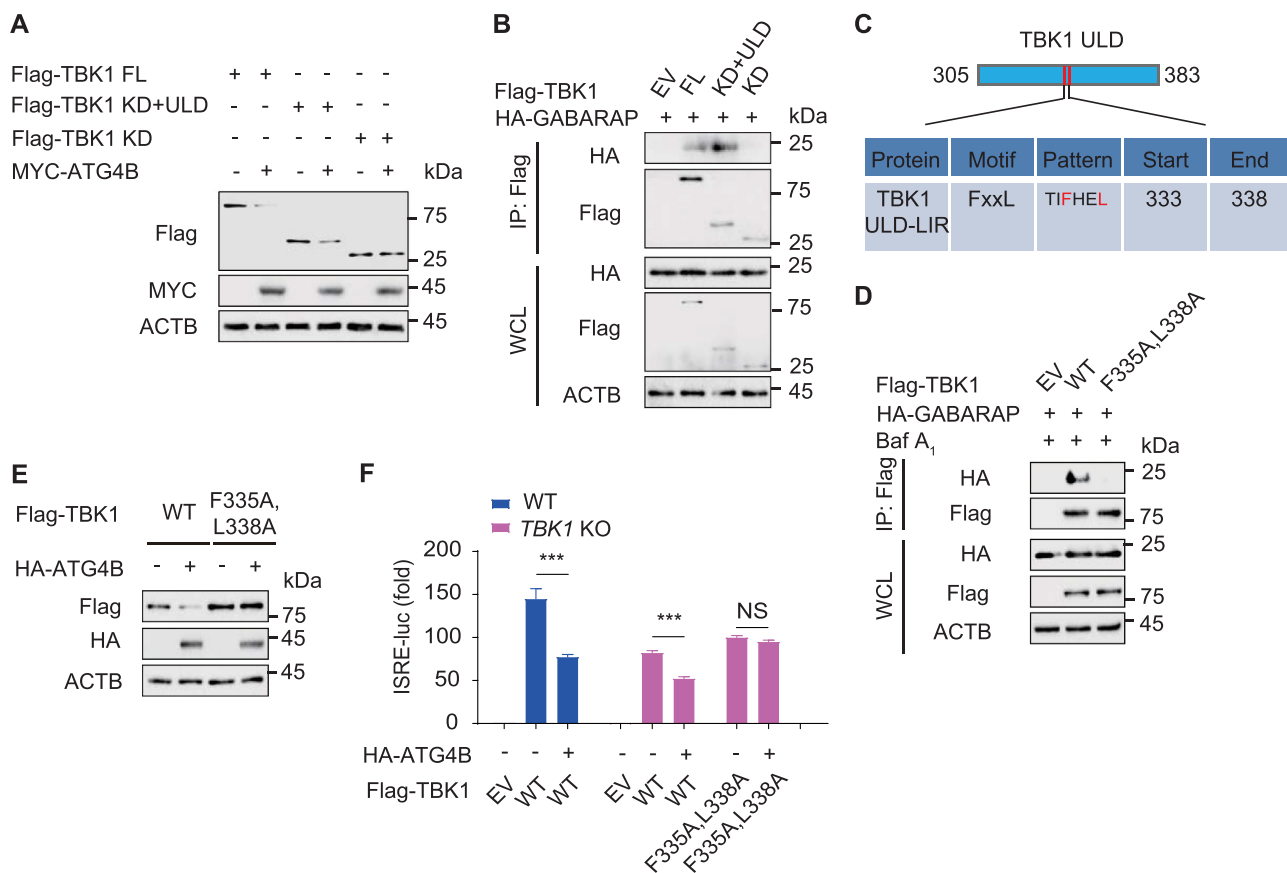 A
Flag-TBK1 FL + + - - - -
Flag-TBK1 KD+ULD - - + + - -
Flag-TBK1 KD - - - - + +
MYC-ATG4B - + - + - + kDa
Flag 75
25
MYC 45
ACTB 45
B
Flag-TBK1 EV FL KD+ULD KD
HA-GABARAP + + + + kDa
IP: Flag
HA 25
Flag 75
25
WCL
HA 25
Flag 75
25
ACTB 45
C
TBK1 ULD
305 383
Protein Motif Pattern Start End
TBK1 ULD-LIR FxxL TIFHEL 333 338
D
Flag-TBK1 EV WT F335A,L338A
HA-GABARAP + + +
Baf A1 + + + kDa
IP: Flag
HA 25
Flag 75
WCL
HA 25
Flag 75
ACTB 45
E
Flag-TBK1 WT F335A, L338A
HA-ATG4B - + - + kDa
Flag 75
HA 45
ACTB 45
F
WT
TBK1 KO
ISRE-luc (fold)
200
150
100
50
0
*** *** NS
HA-ATG4B - - + - - + - +
Flag-TBK1 EV WT WT EV WT WT F335A,L338A F335A,L338A